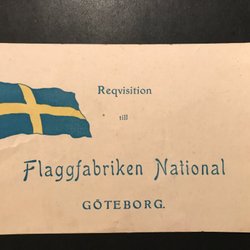 Reqvisition
till
Flaggfabriken National
GÖTEBORG.